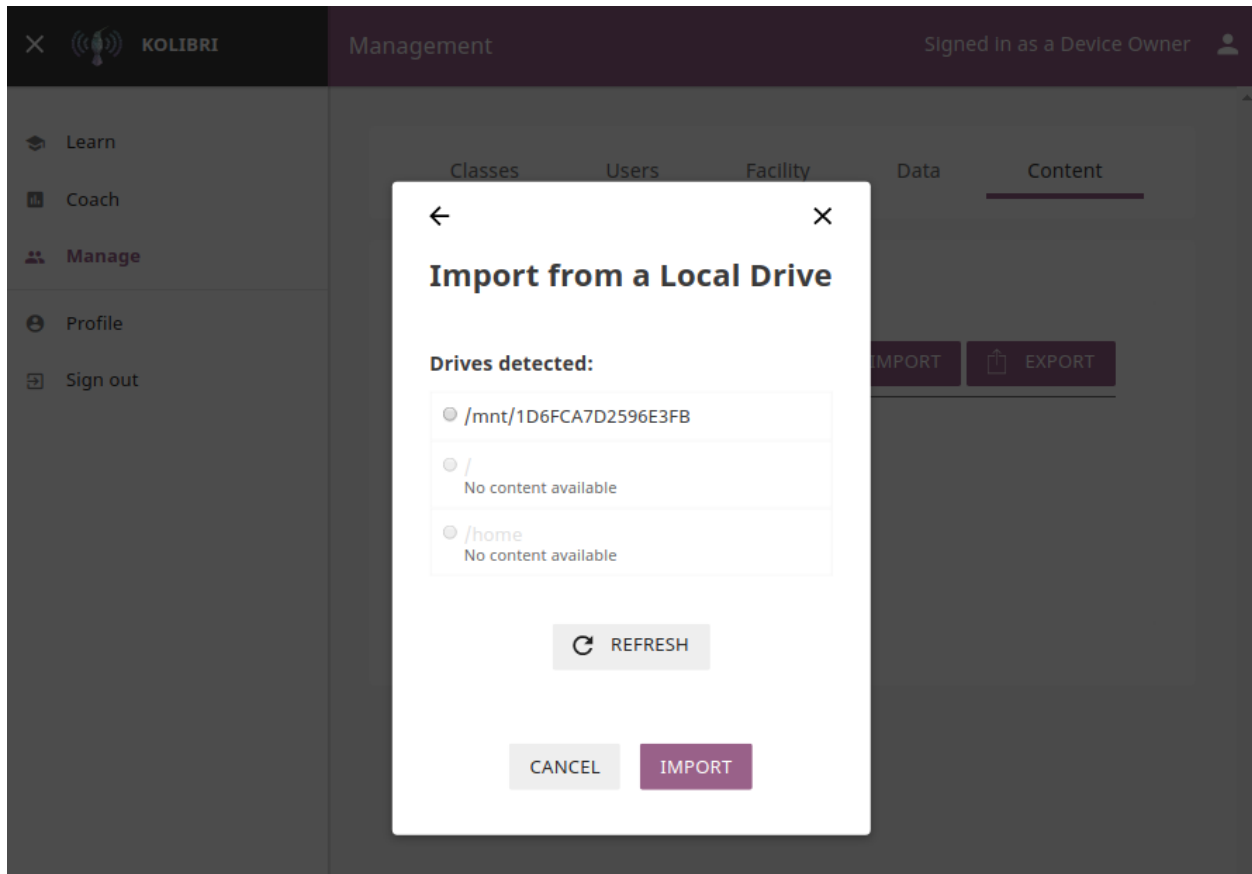 KOLIBRI
Management
Signed in as a Device Owner
Learn
Coach
Manage
Profile
Sign out
Classes
Users
Facility
Data
Content
IMPORT
EXPORT
Import from a Local Drive
Drives detected:
/mnt/1D6FCA7D2596E3FB
/
No content available
/home
No content available
REFRESH
CANCEL
IMPORT